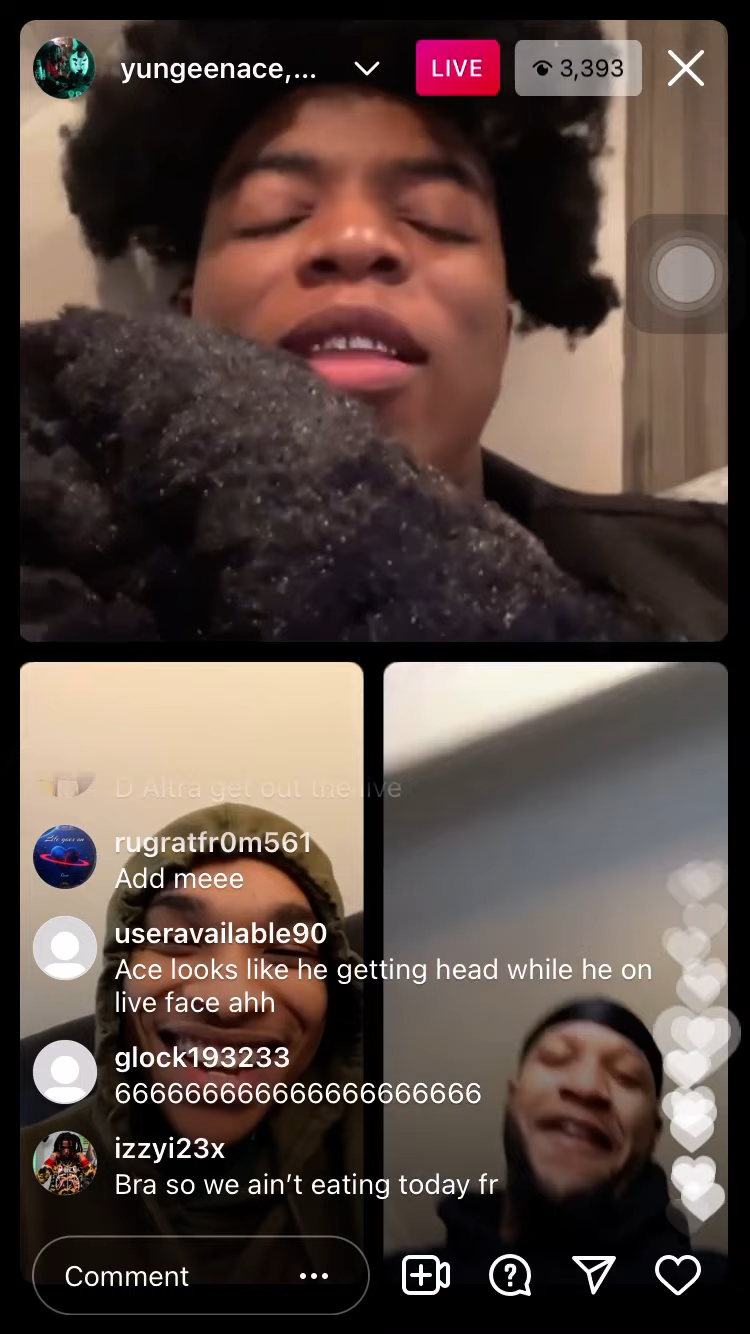 yungeenace,...
LIVE
3,393
D Altra get out the live
rugratfr0m561
Add meee
useravailable90
Ace looks like he getting head while he on
live face ahh
glock193233
666666666666666666666
izzyi23x
Bra so we ain’t eating today fr
Comment